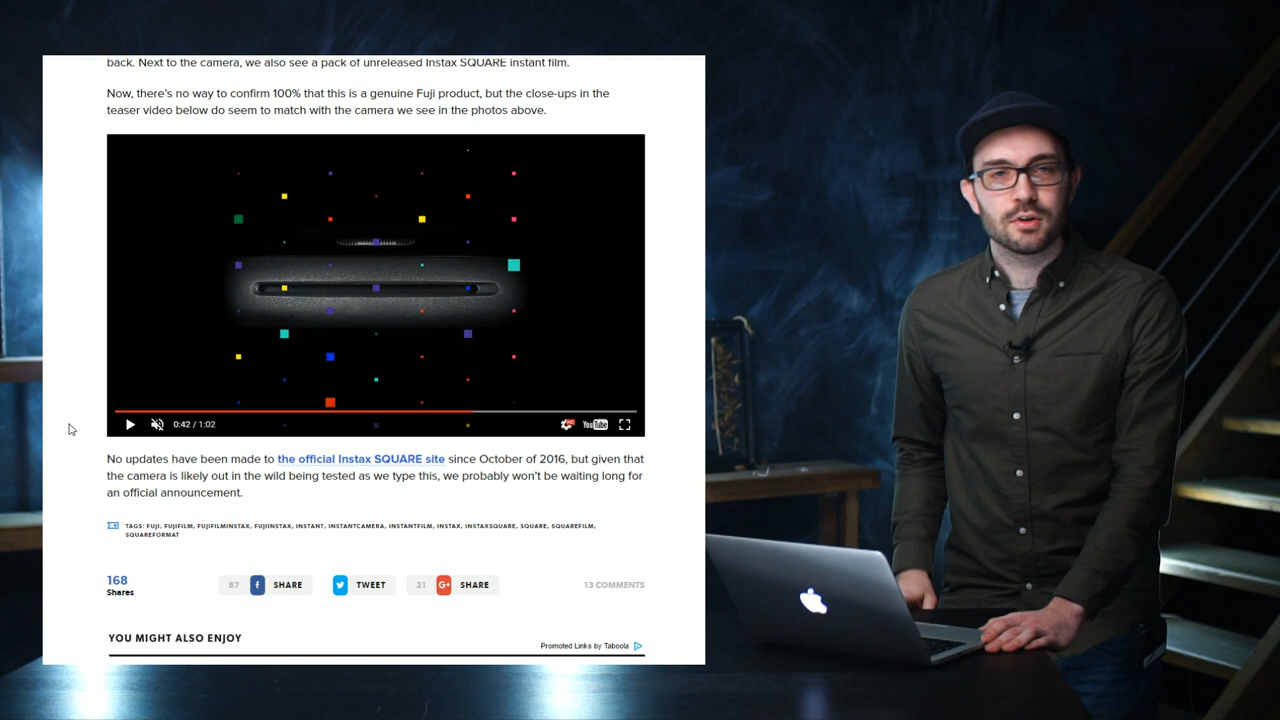 back. Next to the camera, we also see a pack of unreleased Instax SQUARE instant film.
Now, there's no way to confirm 100% that this is a genuine Fuji product, but the close-ups in the
teaser video below do seem to match with the camera we see in the photos above.
0:42 / 1:02
YouTube
No updates have been made to the official Instax SQUARE site since October of 2016, but given that
the camera is likely out in the wild being tested as we type this, we probably won't be waiting long for
an official announcement.
TAGS: FUJI, FUJIFILM, FUJIFILMINSTAX, FUJIINSTAX, INSTANT, INSTANTCAMERA, INSTANTFILM, INSTAX, INSTAXSQUARE, SQUARE, SQUAREFILM,
SQUAREFORMAT
168
Shares
87 f SHARE
TWEET
21 G+ SHARE
13 COMMENTS
YOU MIGHT ALSO ENJOY
Promoted Links by Taboola